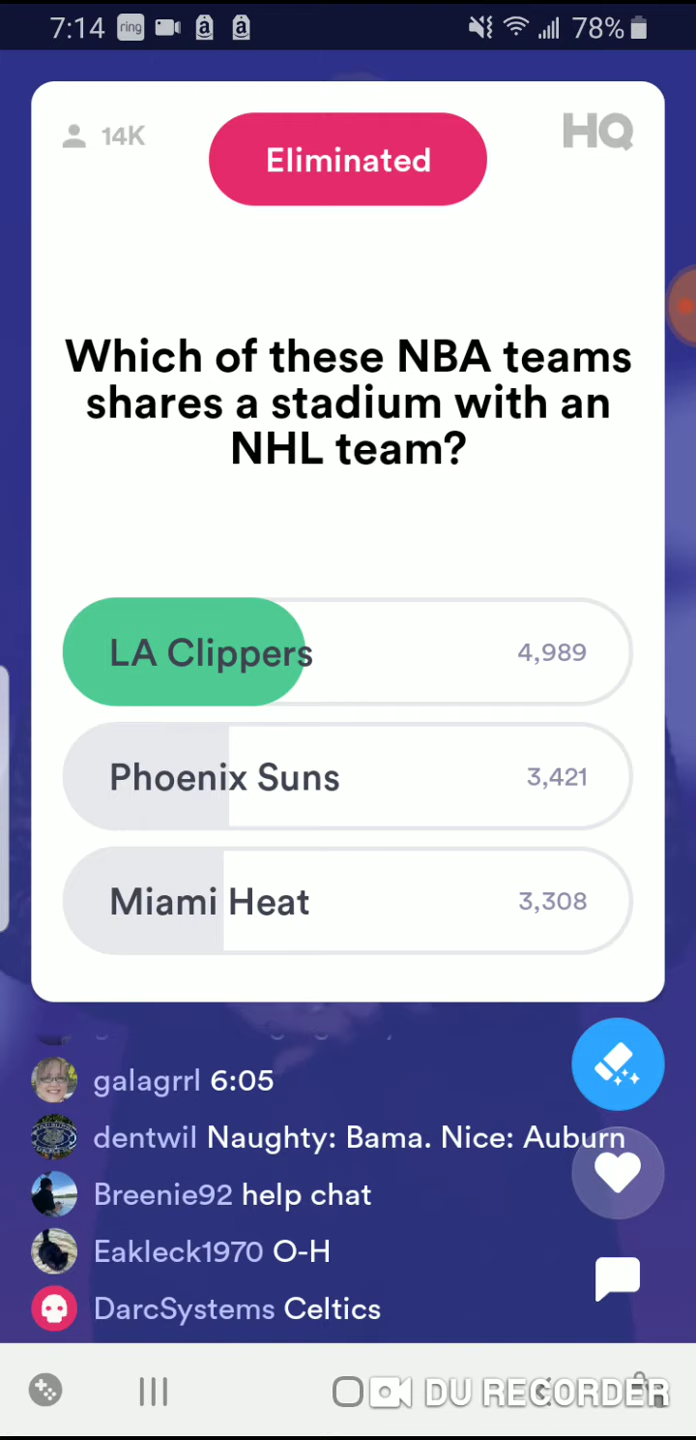 7:14 ring a a 78%
14K
Eliminated
HQ
Which of these NBA teams
shares a stadium with an
NHL team?
LA Clippers 4,989
Phoenix Suns 3,421
Miami Heat 3,308
galagrrl 6:05
dentwil Naughty: Bama. Nice: Auburn
Breenie92 help chat
Eakleck1970 O-H
DarcSystems Celtics
DU RECORDER